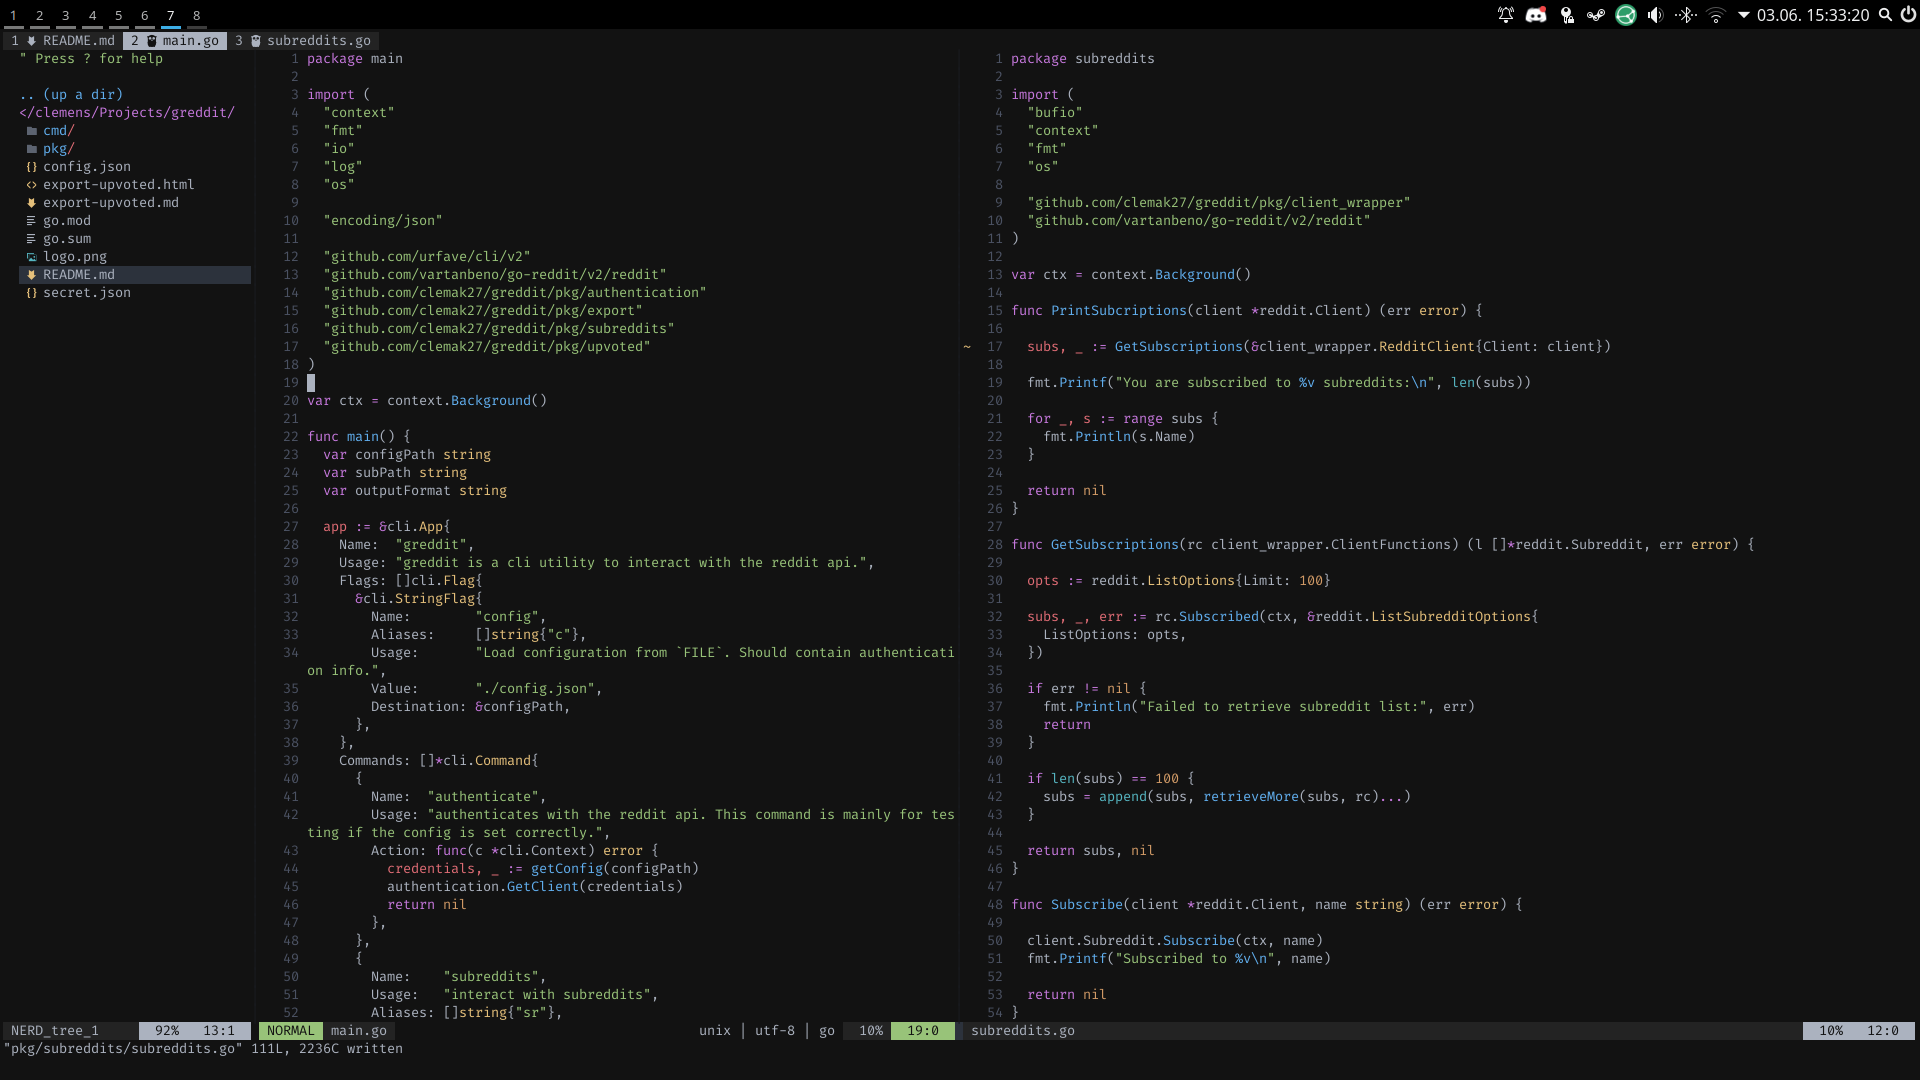 1 2 3 4 5 6 7 8
03.06. 15:33:20
1 README.md 2 main.go 3 subreddits.go
" Press ? for help
.. (up a dir)
</clemens/Projects/greddit/
cmd/
pkg/
config.json
export-upvoted.html
export-upvoted.md
go.mod
go.sum
logo.png
README.md
secret.json
1 package main
2
3 import (
4 "context"
5 "fmt"
6 "io"
7 "log"
8 "os"
9
10 "encoding/json"
11
12 "github.com/urfave/cli/v2"
13 "github.com/vartanbeno/go-reddit/v2/reddit"
14 "github.com/clemak27/greddit/pkg/authentication"
15 "github.com/clemak27/greddit/pkg/export"
16 "github.com/clemak27/greddit/pkg/subreddits"
17 "github.com/clemak27/greddit/pkg/upvoted"
18 )
19
20 var ctx = context.Background()
21
22 func main() {
23 var configPath string
24 var subPath string
25 var outputFormat string
26
27 app := &cli.App{
28 Name: "greddit",
29 Usage: "greddit is a cli utility to interact with the reddit api.",
30 Flags: []cli.Flag{
31 &cli.StringFlag{
32 Name: "config",
33 Aliases: []string{"c"},
34 Usage: "Load configuration from `FILE`. Should contain authenticati
on info.",
35 Value: "./config.json",
36 Destination: &configPath,
37 },
38 },
39 Commands: []*cli.Command{
40 {
41 Name: "authenticate",
42 Usage: "authenticates with the reddit api. This command is mainly for tes
ting if the config is set correctly.",
43 Action: func(c *cli.Context) error {
44 credentials, _ := getConfig(configPath)
45 authentication.GetClient(credentials)
46 return nil
47 },
48 },
49 {
50 Name: "subreddits",
51 Usage: "interact with subreddits",
52 Aliases: []string{"sr"},
1 package subreddits
2
3 import (
4 "bufio"
5 "context"
6 "fmt"
7 "os"
8
9 "github.com/clemak27/greddit/pkg/client_wrapper"
10 "github.com/vartanbeno/go-reddit/v2/reddit"
11 )
12
13 var ctx = context.Background()
14
15 func PrintSubcriptions(client *reddit.Client) (err error) {
16
~ 17 subs, _ := GetSubscriptions(&client_wrapper.RedditClient{Client: client})
18
19 fmt.Printf("You are subscribed to %v subreddits:\n", len(subs))
20
21 for _, s := range subs {
22 fmt.Println(s.Name)
23 }
24
25 return nil
26 }
27
28 func GetSubscriptions(rc client_wrapper.ClientFunctions) (l []*reddit.Subreddit, err error) {
29
30 opts := reddit.ListOptions{Limit: 100}
31
32 subs, _, err := rc.Subscribed(ctx, &reddit.ListSubredditOptions{
33 ListOptions: opts,
34 })
35
36 if err != nil {
37 fmt.Println("Failed to retrieve subreddit list:", err)
38 return
39 }
40
41 if len(subs) == 100 {
42 subs = append(subs, retrieveMore(subs, rc)...)
43 }
44
45 return subs, nil
46 }
47
48 func Subscribe(client *reddit.Client, name string) (err error) {
49
50 client.Subreddit.Subscribe(ctx, name)
51 fmt.Printf("Subscribed to %v\n", name)
52
53 return nil
54 }
NERD_tree_1 92% 13:1 NORMAL main.go unix | utf-8 | go 10% 19:0 subreddits.go 10% 12:0
"pkg/subreddits/subreddits.go" 111L, 2236C written